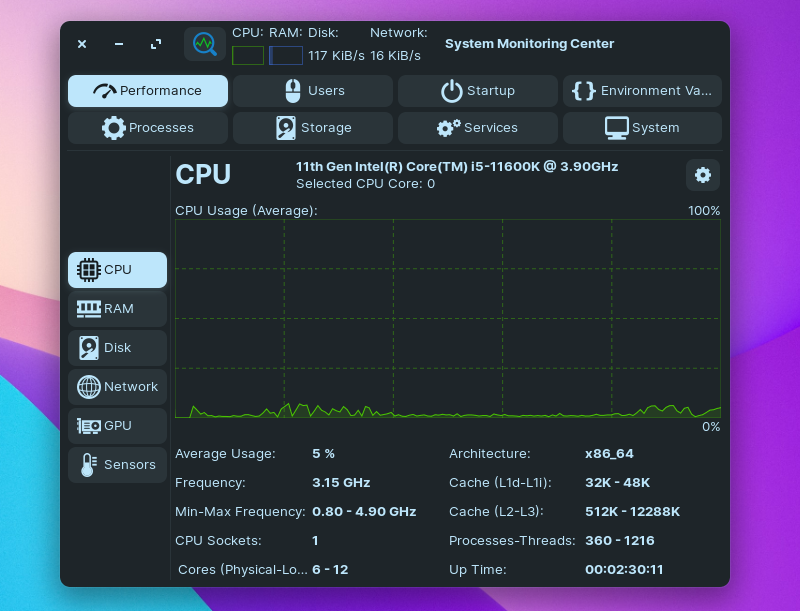 CPU: RAM: Disk: Network:
117 KiB/s 16 KiB/s
System Monitoring Center
Performance Users Startup Environment Va...
Processes Storage Services System
CPU
11th Gen Intel(R) Core(TM) i5-11600K @ 3.90GHz
Selected CPU Core: 0
CPU Usage (Average): 100%
CPU
RAM
Disk
Network
GPU
Sensors
0%
Average Usage: 5 % Architecture: x86_64
Frequency: 3.15 GHz Cache (L1d-L1i): 32K - 48K
Min-Max Frequency: 0.80 - 4.90 GHz Cache (L2-L3): 512K - 12288K
CPU Sockets: 1 Processes-Threads: 360 - 1216
Cores (Physical-Lo... 6 - 12 Up Time: 00:02:30:11